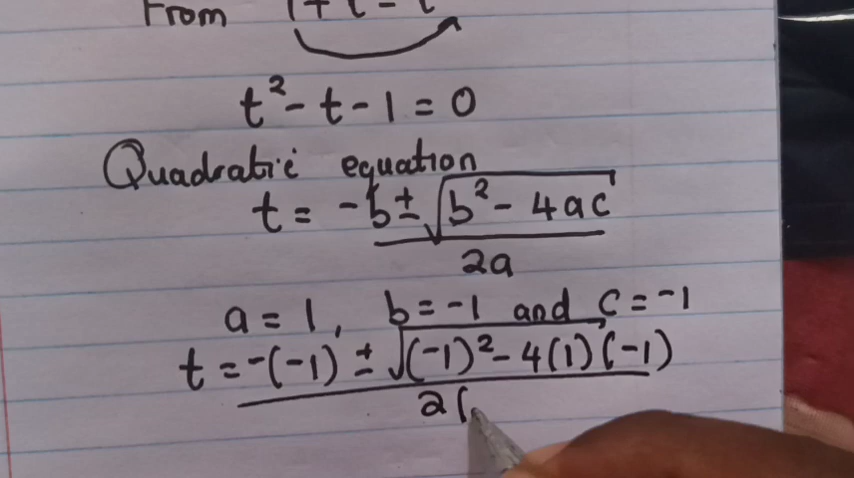 From 1 + t = t
t² - t - 1 = 0
Quadratic equation
t = -b ± √b² - 4ac
2a
a = 1, b = -1 and c = -1
t = -(-1) ± √(-1)² - 4(1)(-1)
2(